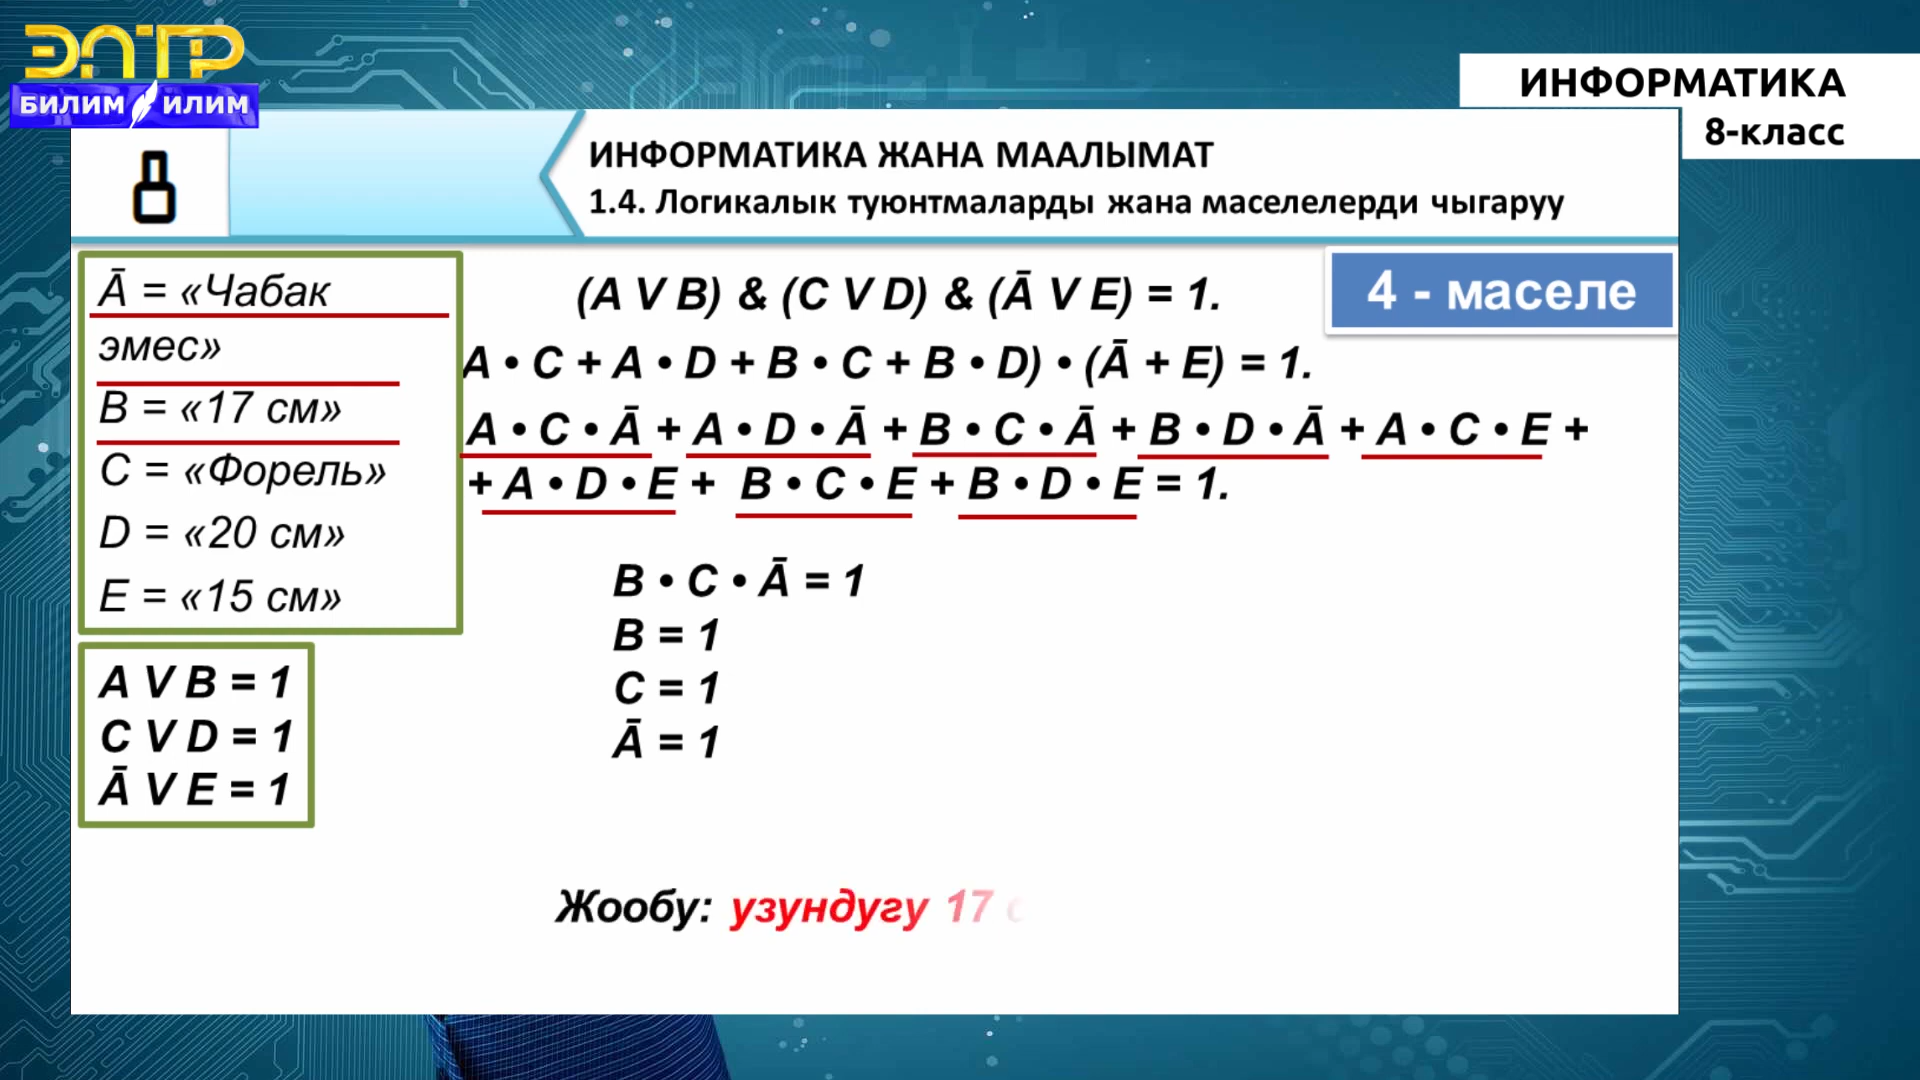 ЭЛТР
БИЛИМ ИЛИМ
ИНФОРМАТИКА
8-класс
8
ИНФОРМАТИКА ЖАНА МААЛЫМАТ
1.4. Логикалык туюнтмаларды жана маселелерди чыгаруу
4 - маселе
Ā = «Чабак
эмес»
B = «17 см»
C = «Форель»
D = «20 см»
E = «15 см»
A V B = 1
C V D = 1
Ā V E = 1
(A V B) & (C V D) & (Ā V E) = 1.
A • C + A • D + B • C + B • D) • (Ā + E) = 1.
A • C • Ā + A • D • Ā + B • C • Ā + B • D • Ā + A • C • E +
+ A • D • E + B • C • E + B • D • E = 1.
B • C • Ā = 1
B = 1
C = 1
Ā = 1
Жообу: узундугу 17